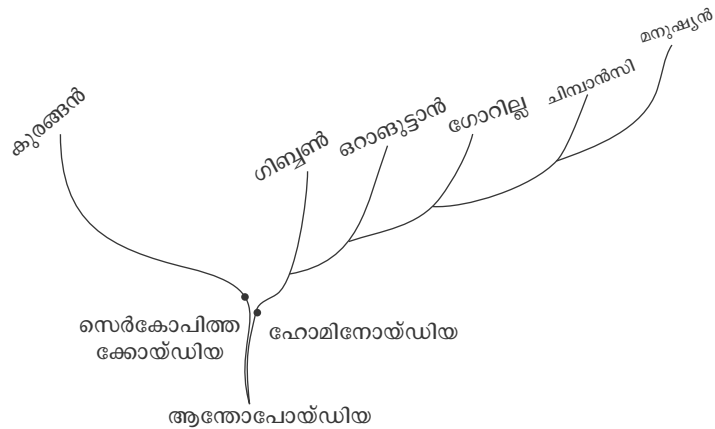 മനുഷ്യൻ
ചിമ്പാൻസി
ഗോറില്ല
ഒറാങുട്ടാൻ
ഗിബ്ബൺ
കുരങ്ങൻ
സെർകോപിത്ത
ക്കോയ്ഡിയ
ഹോമിനോയ്ഡിയ
ആന്തോപോയ്ഡിയ